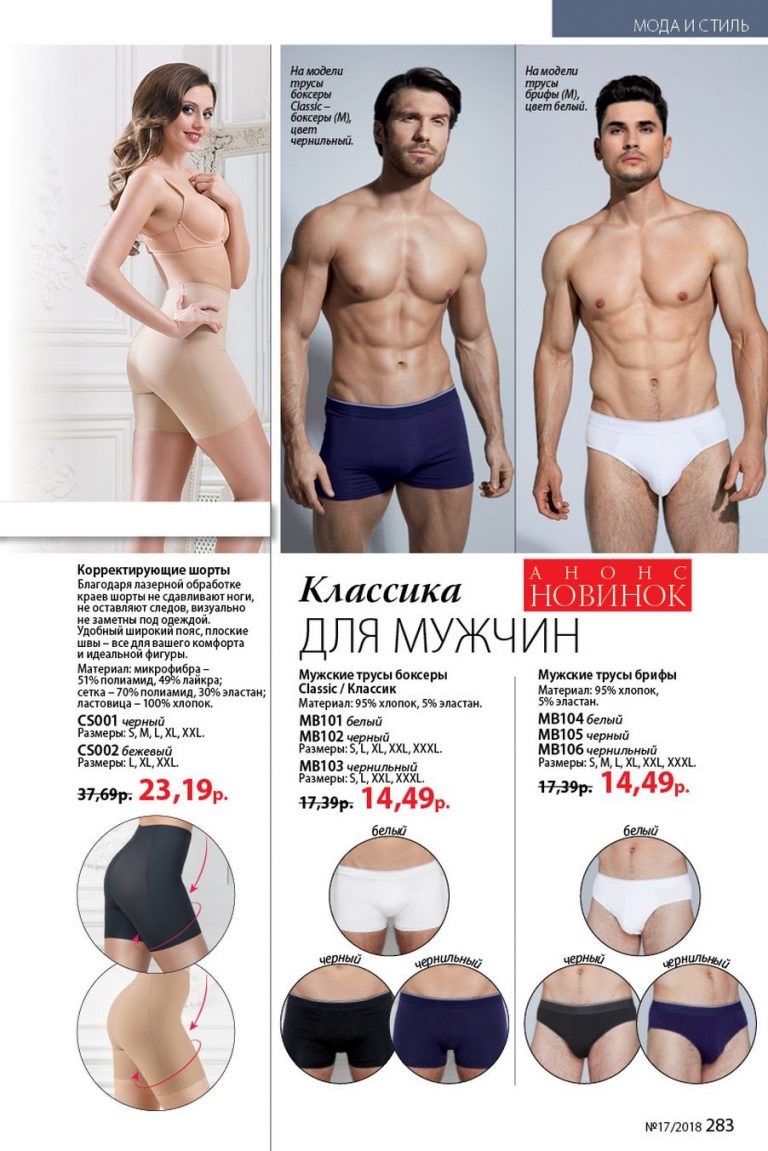 МОДА И СТИЛЬ
На модели
трусы
боксеры
Classic –
боксеры (M),
цвет
чернильный.
На модели
трусы
брифы (M),
цвет белый.
Корректирующие шорты
Благодаря лазерной обработке
краев шорты не сдавливают ноги,
не оставляют следов, визуально
не заметны под одеждой.
Удобный широкий пояс, плоские
швы – все для вашего комфорта
и идеальной фигуры.
Материал: микрофибра –
51% полиамид, 49% лайкра;
сетка – 70% полиамид, 30% эластан;
ластовица – 100% хлопок.
CS001 черный
Размеры: S, M, L, XL, XXL.
CS002 бежевый
Размеры: L, XL, XXL.
37,69р. 23,19р.
Классика
ДЛЯ МУЖЧИН
АНОНС
НОВИНОК
Мужские трусы боксеры
Classic / Классик
Материал: 95% хлопок, 5% эластан.
MB101 белый
MB102 черный
Размеры: S, L, XL, XXL, XXXL.
MB103 чернильный
Размеры: S, L, XXL, XXXL.
17,39р. 14,49р.
белый
черный
чернильный
Мужские трусы брифы
Материал: 95% хлопок,
5% эластан.
MB104 белый
MB105 черный
MB106 чернильный
Размеры: S, M, L, XL, XXL, XXXL.
17,39р. 14,49р.
белый
черный
чернильный
№17/2018 283